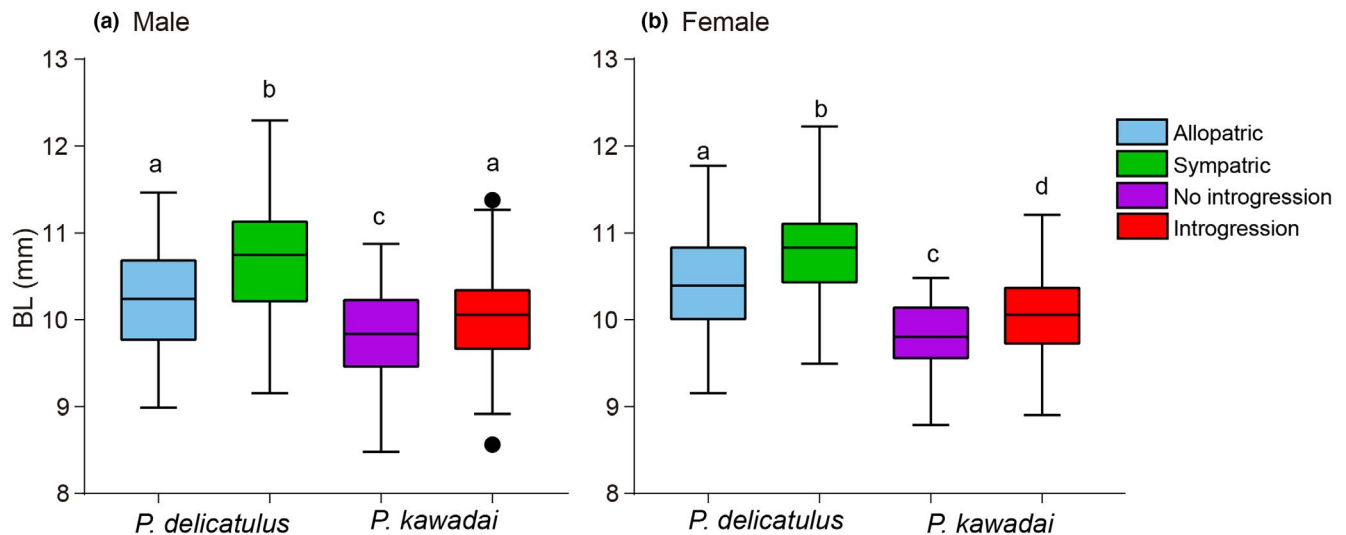 (a) Male
BL (mm)
13
12
11
10
9
8
a
b
c
a
P. delicatulus
P. kawadai
(b) Female
13
12
11
10
9
8
a
b
c
d
P. delicatulus
P. kawadai
Allopatric
Sympatric
No introgression
Introgression